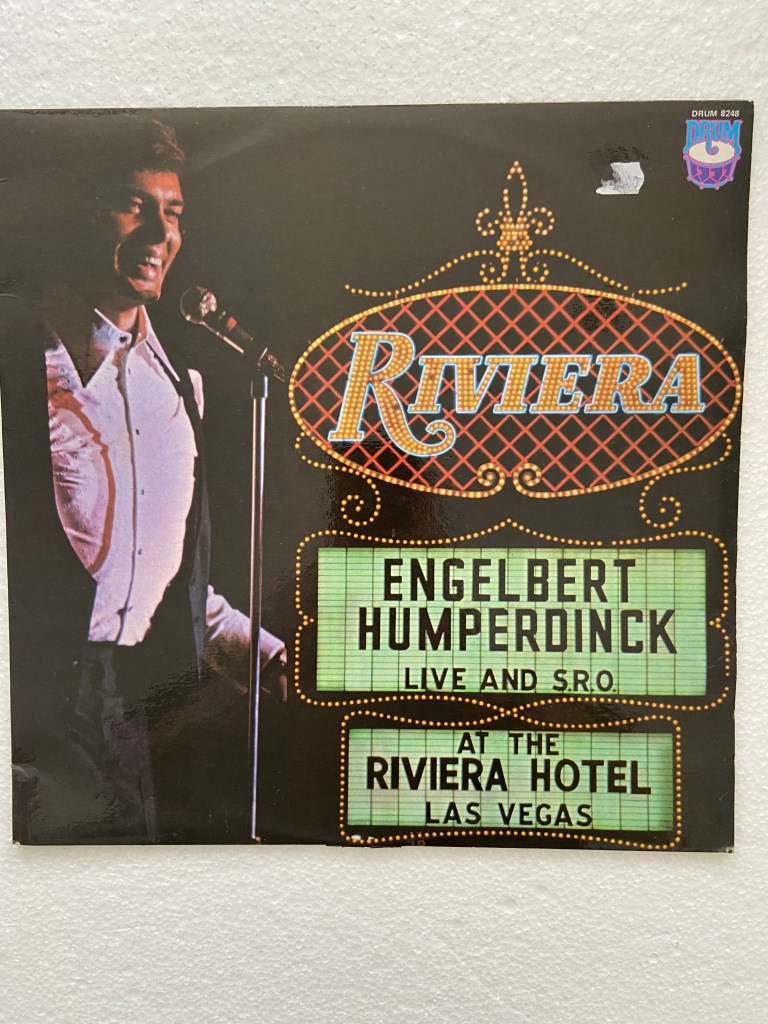 DRUM 8248
DRUM
RIVIERA
ENGELBERT
HUMPERDINCK
LIVE AND S.R.O.
AT THE
RIVIERA HOTEL
LAS VEGAS